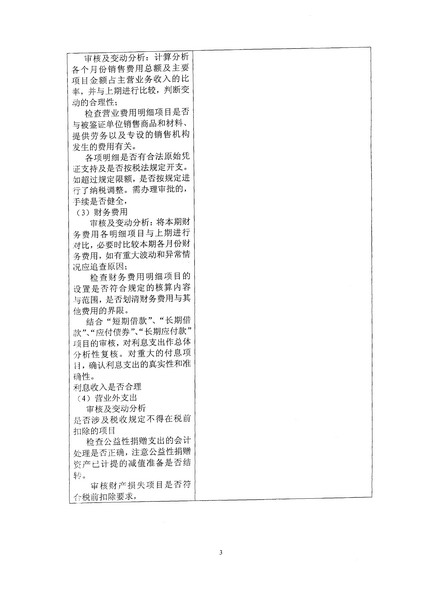 审核及变动分析：计算分析
各个月份销售费用总额及主要
项目金额占主营业务收入的比
率，并与上期进行比较，判断变
动的合理性；
检查营业费用明细项目是否
与被鉴证单位销售商品和材料、
提供劳务以及专设的销售机构
发生的费用有关。
各项明细是否有合法原始凭
证支持及是否按税法规定开支。
如超过规定限额，是否按规定进
行了纳税调整。需办理审批的，
手续是否健全，
（3）财务费用
审核及变动分析：将本期财
务费用各明细项目与上期进行
对比，必要时比较本期各月份财
务费用，如有重大波动和异常情
况应追查原因；
检查财务费用明细项目的
设置是否符合规定的核算内容
与范围，是否划清财务费用与其
他费用的界限。
结合“短期借款”、“长期借
款”、“应付债券”、“长期应付款”
项目的审核，对利息支出作总体
分析性复核。对重大的付息项
目，确认利息支出的真实性和准
确性。
利息收入是否合理
（4）营业外支出
审核及变动分析
是否涉及税收规定不得在税前
扣除的项目
检查公益性捐赠支出的会计
处理是否正确，注意公益性捐赠
资产已计提的减值准备是否结
转。
审核财产损失项目是否符
合税前扣除要求。
3